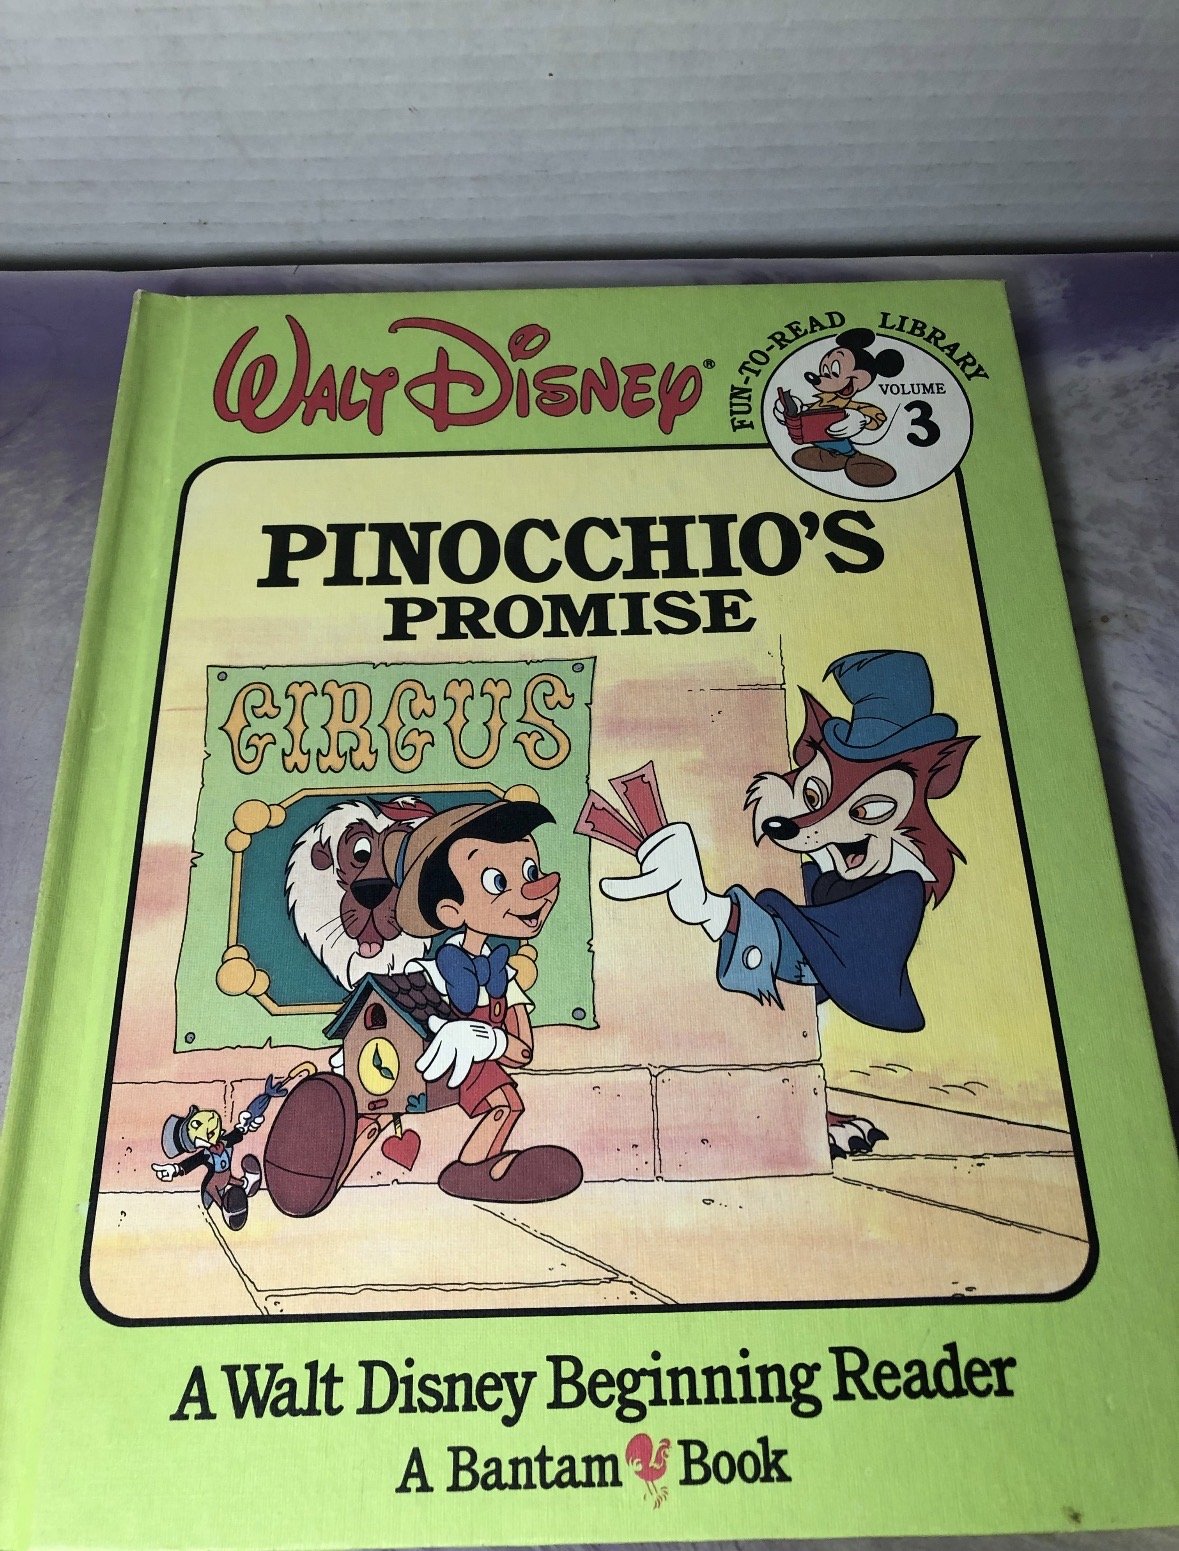 WALT DISNEY®
FUN-TO-READ LIBRARY
VOLUME
3
PINOCCHIO'S
PROMISE
CIRCUS
A Walt Disney Beginning Reader
A Bantam Book